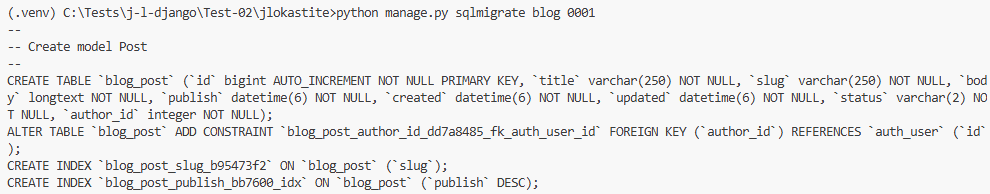 (.venv) C:\Tests\j-l-django\Test-02\jlokastite>python manage.py sqlmigrate blog 0001
--
-- Create model Post
--
CREATE TABLE `blog_post` (`id` bigint AUTO_INCREMENT NOT NULL PRIMARY KEY, `title` varchar(250) NOT NULL, `slug` varchar(250) NOT NULL, `bod
y` longtext NOT NULL, `publish` datetime(6) NOT NULL, `created` datetime(6) NOT NULL, `updated` datetime(6) NOT NULL, `status` varchar(2) NO
T NULL, `author_id` integer NOT NULL);
ALTER TABLE `blog_post` ADD CONSTRAINT `blog_post_author_id_dd7a8485_fk_auth_user_id` FOREIGN KEY (`author_id`) REFERENCES `auth_user` (`id`
);
CREATE INDEX `blog_post_slug_b95473f2` ON `blog_post` (`slug`);
CREATE INDEX `blog_post_publish_bb7600_idx` ON `blog_post` (`publish` DESC);